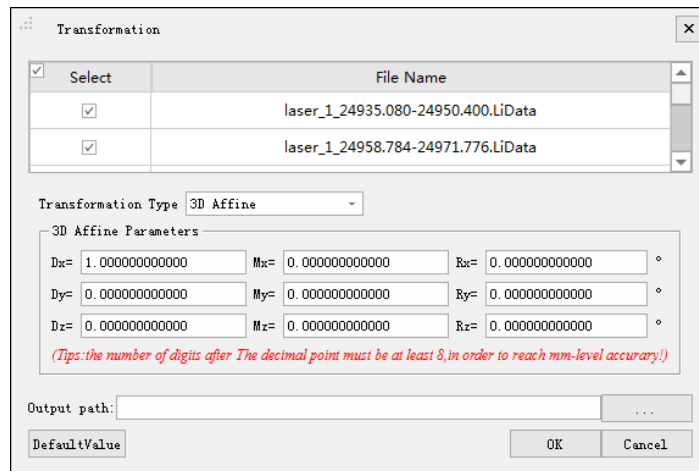 Transformation
Select File Name
laser_1_24935.080-24950.400.LiData
laser_1_24958.784-24971.776.LiData
Transformation Type 3D Affine
3D Affine Parameters
Dx= 1.000000000000 Mx= 0.000000000000 Rx= 0.000000000000 °
Dy= 0.000000000000 My= 0.000000000000 Ry= 0.000000000000 °
Dz= 0.000000000000 Mz= 0.000000000000 Rz= 0.000000000000 °
(Tips:the number of digits after The decimal point must be at least 8,in order to reach mm-level accurary!)
Output path: ...
DefaultValue OK Cancel